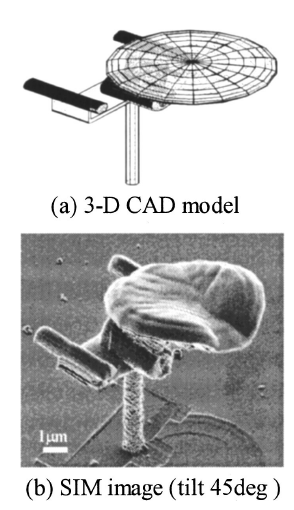 (a) 3-D CAD model
1μm
(b) SIM image (tilt 45deg )